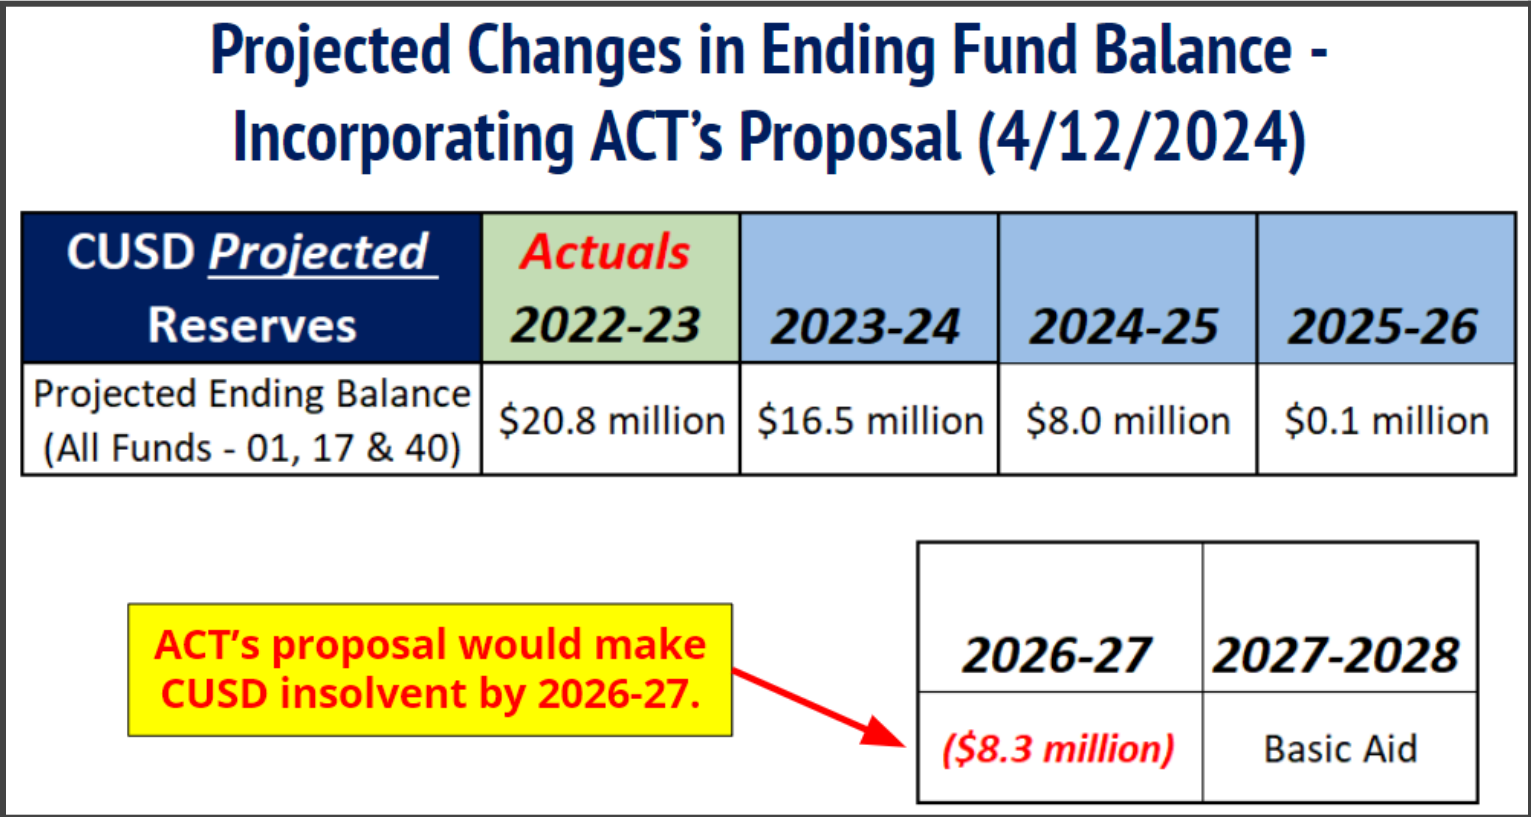 Projected Changes in Ending Fund Balance -
Incorporating ACT’s Proposal (4/12/2024)
CUSD Projected
Reserves
Actuals
2022-23
2023-24
2024-25
2025-26
Projected Ending Balance
(All Funds - 01, 17 & 40)
$20.8 million
$16.5 million
$8.0 million
$0.1 million
ACT’s proposal would make
CUSD insolvent by 2026-27.
2026-27
2027-2028
($8.3 million)
Basic Aid